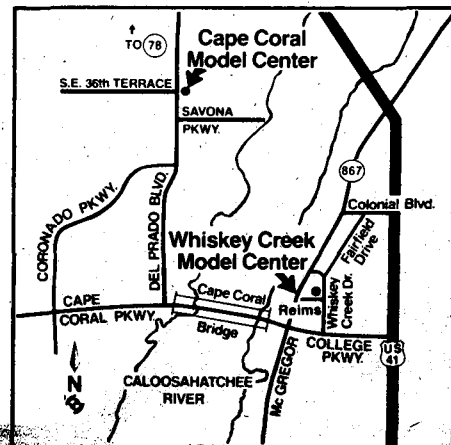 TO 78
Cape Coral
Model Center
S.E. 36th TERRACE
SAVONA
PKWY.
867
Colonial Blvd.
CORONADO PKWY.
DEL PRADO BLVD.
Fairfield
Drive
Whiskey Creek
Model Center
Reims
Whiskey
Creek Dr.
CAPE
CORAL PKWY.
Cape Coral
Bridge
COLLEGE
PKWY.
US
41
N
CALOOSAHATCHEE
RIVER
McGREGOR